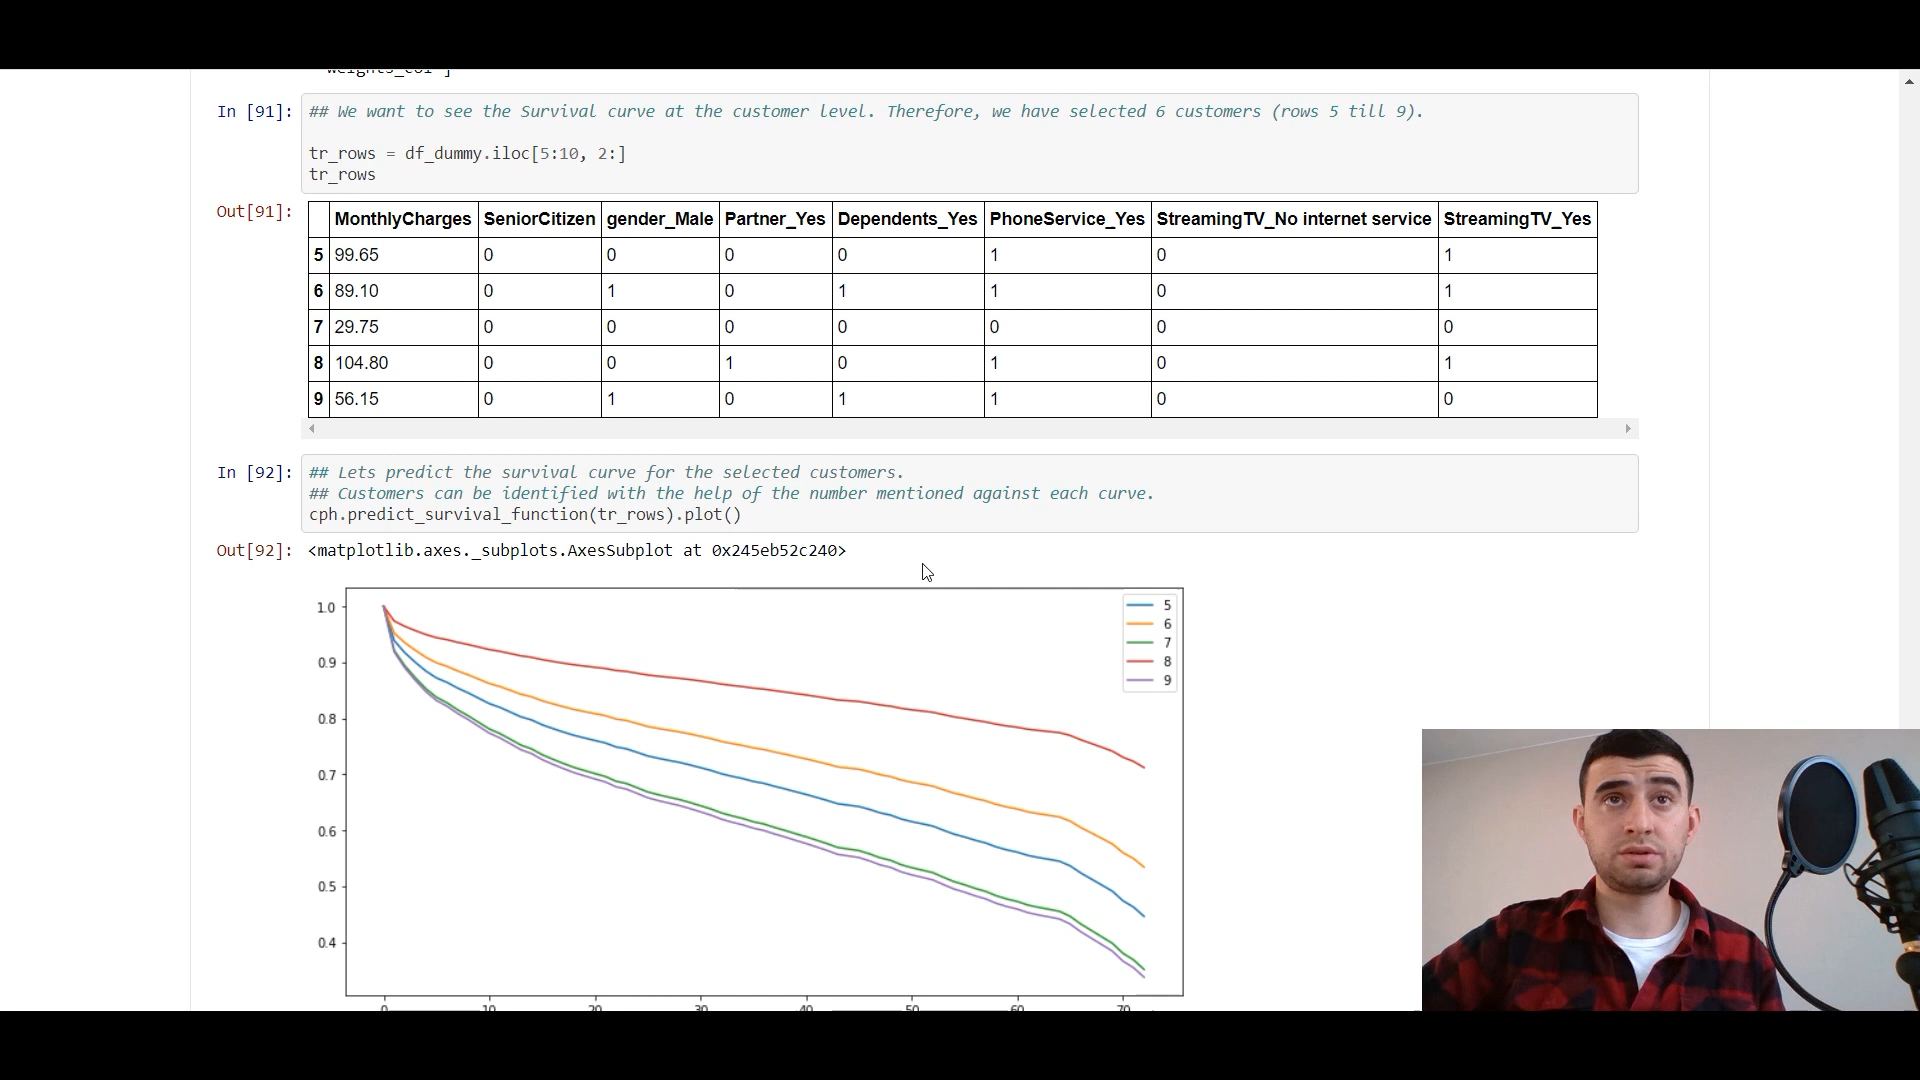 weights_col']
In [91]: ## We want to see the Survival curve at the customer level. Therefore, we have selected 6 customers (rows 5 till 9).
tr_rows = df_dummy.iloc[5:10, 2:]
tr_rows
Out[91]:
MonthlyCharges SeniorCitizen gender_Male Partner_Yes Dependents_Yes PhoneService_Yes StreamingTV_No internet service StreamingTV_Yes
5 99.65 0 0 0 0 1 0 1
6 89.10 0 1 0 1 1 0 1
7 29.75 0 0 0 0 0 0 0
8 104.80 0 0 1 0 1 0 1
9 56.15 0 1 0 1 1 0 0
In [92]: ## Lets predict the survival curve for the selected customers.
## Customers can be identified with the help of the number mentioned against each curve.
cph.predict_survival_function(tr_rows).plot()
Out[92]: <matplotlib.axes._subplots.AxesSubplot at 0x245eb52c240>
1.0
0.9
0.8
0.7
0.6
0.5
0.4
5
6
7
8
9
0 10 20 30 40 50 60 70